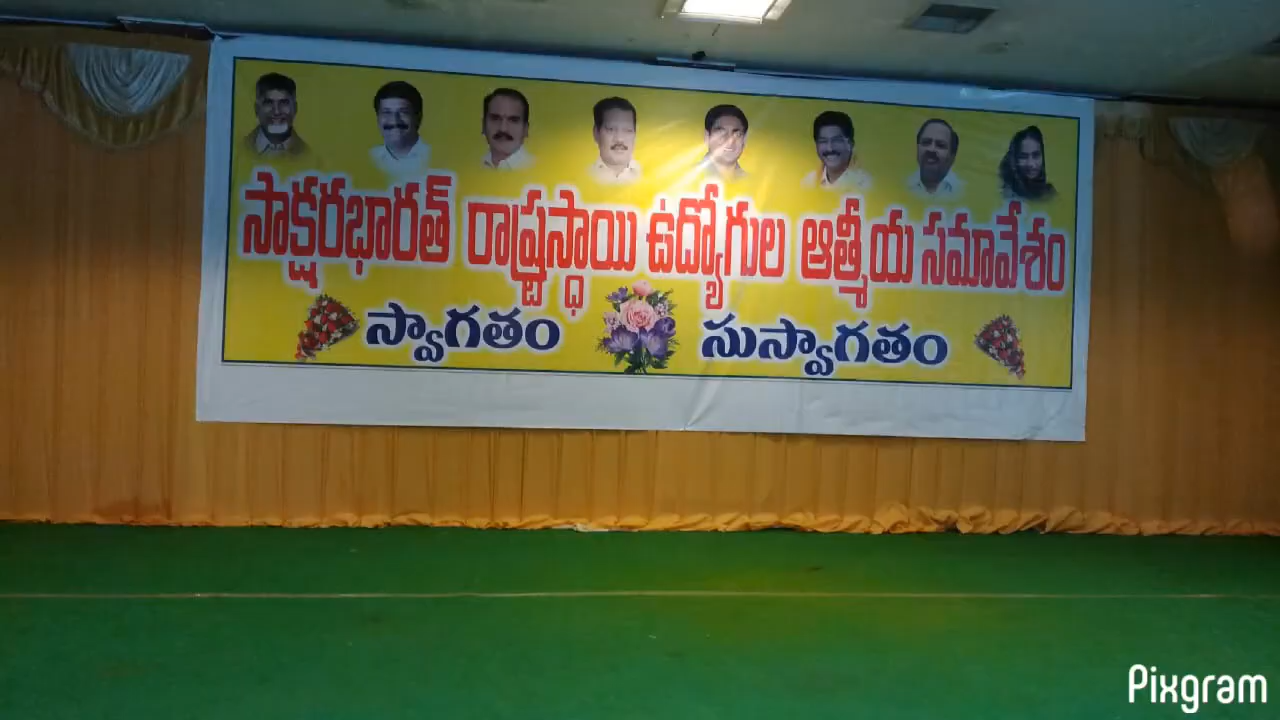 సాక్షరభారత్ రాష్ట్రస్థాయి ఉద్యోగుల ఆత్మీయ సమావేశం
స్వాగతం సుస్వాగతం
Pixgram